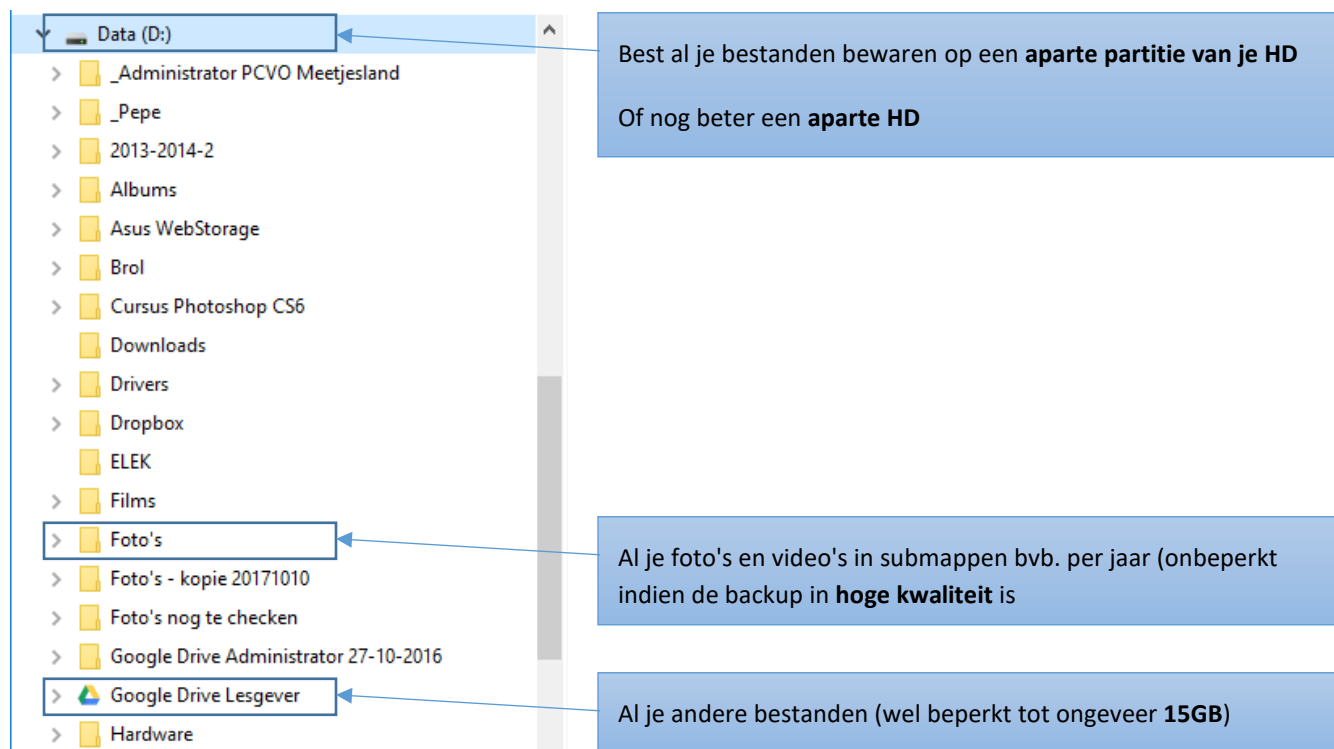 Data (D:)
_Administrator PCVO Meetjesland
_Pepe
2013-2014-2
Albums
Asus WebStorage
Brol
Cursus Photoshop CS6
Downloads
Drivers
Dropbox
ELEK
Films
Foto's
Foto's - kopie 20171010
Foto's nog te checken
Google Drive Administrator 27-10-2016
Google Drive Lesgever
Hardware
Best al je bestanden bewaren op een aparte partitie van je HD
Of nog beter een aparte HD
Al je foto's en video's in submappen bvb. per jaar (onbeperkt
indien de backup in hoge kwaliteit is
Al je andere bestanden (wel beperkt tot ongeveer 15GB)